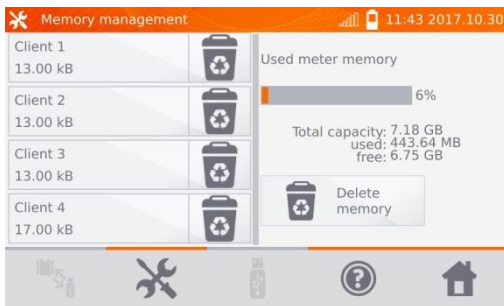 Memory management
11:43 2017.10.30
Client 1
13.00 kB
Client 2
13.00 kB
Client 3
13.00 kB
Client 4
17.00 kB
Used meter memory
6%
Total capacity: 7.18 GB
used: 443.64 MB
free: 6.75 GB
Delete
memory